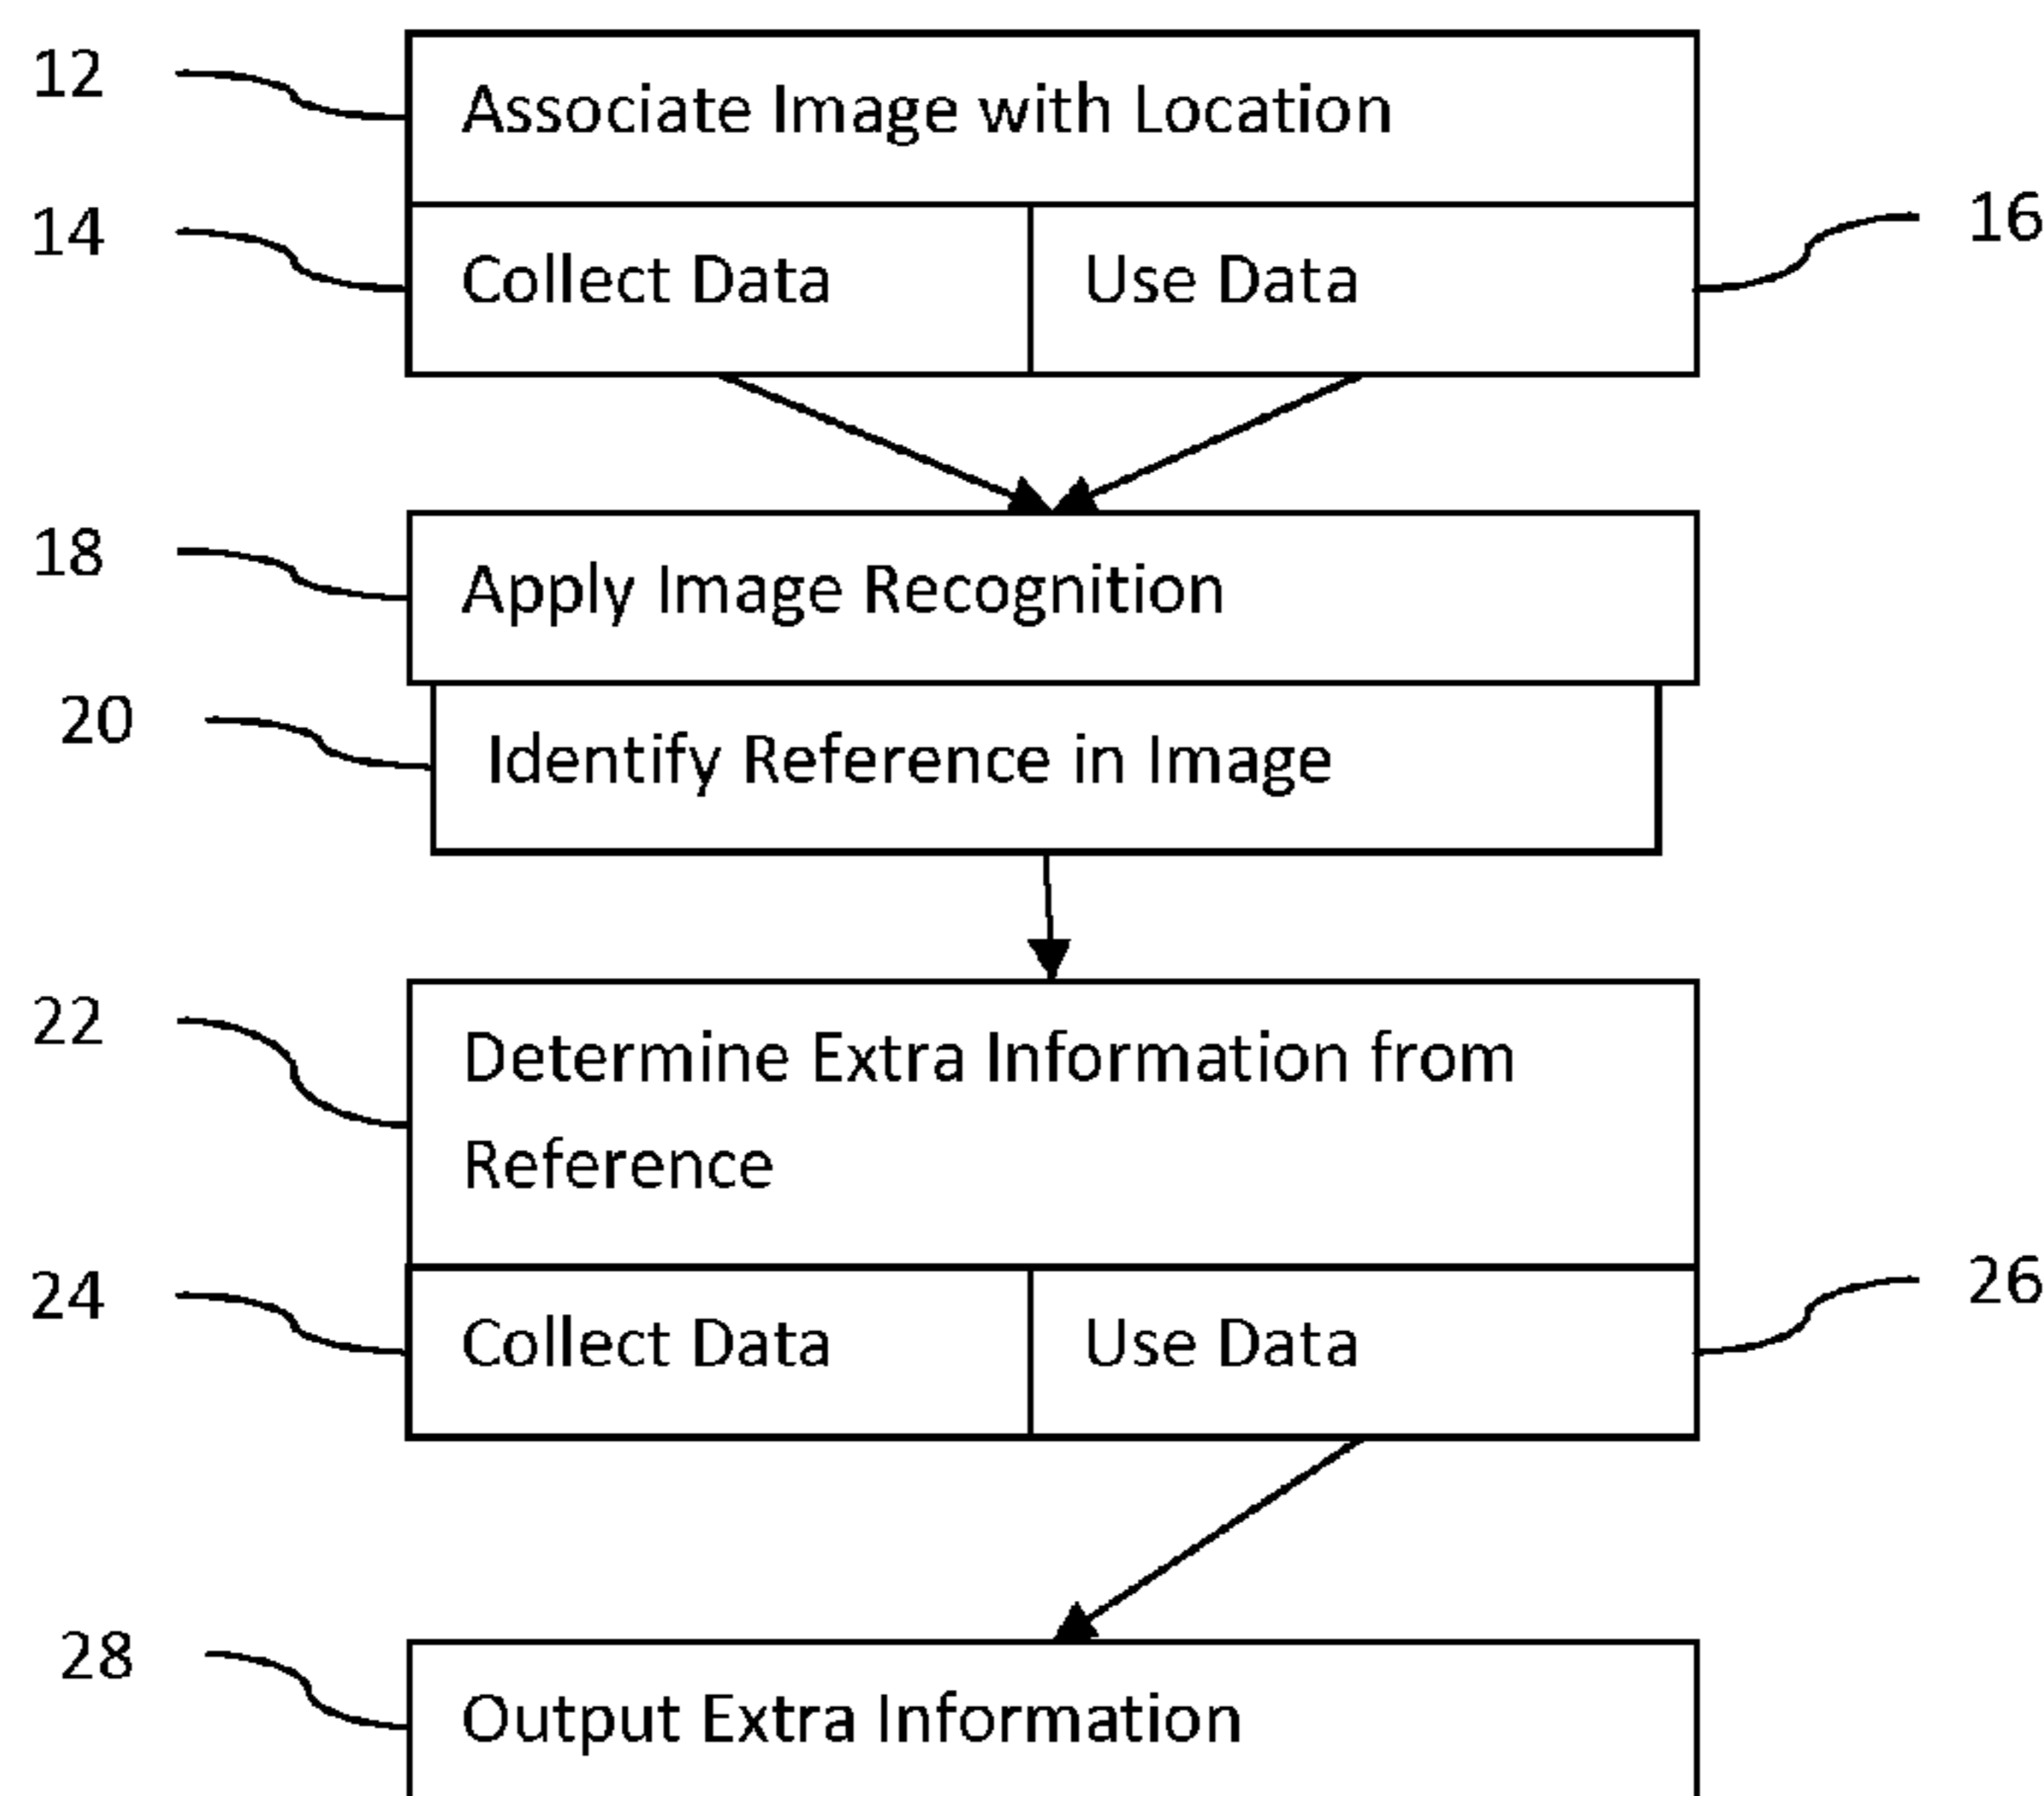 12
Associate Image with Location
14
Collect Data
Use Data
16
18
Apply Image Recognition
20
Identify Reference in Image
22
Determine Extra Information from
Reference
24
Collect Data
Use Data
26
28
Output Extra Information